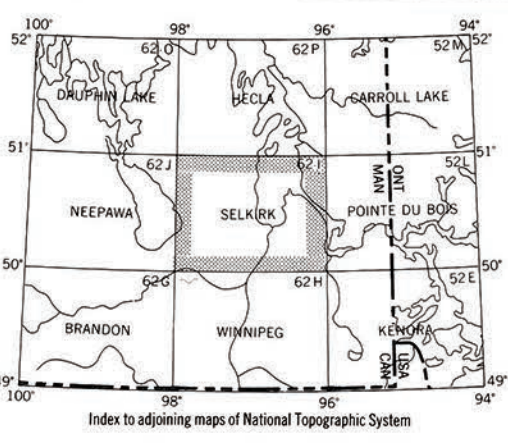 100° 98° 96° 94°
52° 62 O 62 P 52 M 52°
DAUPHIN LAKE HECLA CARROLL LAKE
51° 62 J 62 I 52 L 51°
ONT
MAN
NEEPAWA SELKIRK POINTE DU BOIS
50° 62 G 62 H 52 E 50°
BRANDON WINNIPEG KENORA
USA
CAN
49° 49°
100° 98° 96° 94°
Index to adjoining maps of National Topographic System